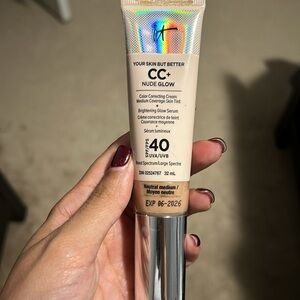 iT
YOUR SKIN BUT BETTER
CC+
NUDE GLOW
Color Correcting Cream
Medium Coverage Skin Tint
+
Brightening Glow Serum
Crème correctrice de teint
Couvrance moyenne
+
Sérum lumineux
SPF/FPS 40
UVA/UVB
Broad Spectrum/Large Spectre
32 mL
Neutral medium /
Moyen neutre
EXP 06-2026